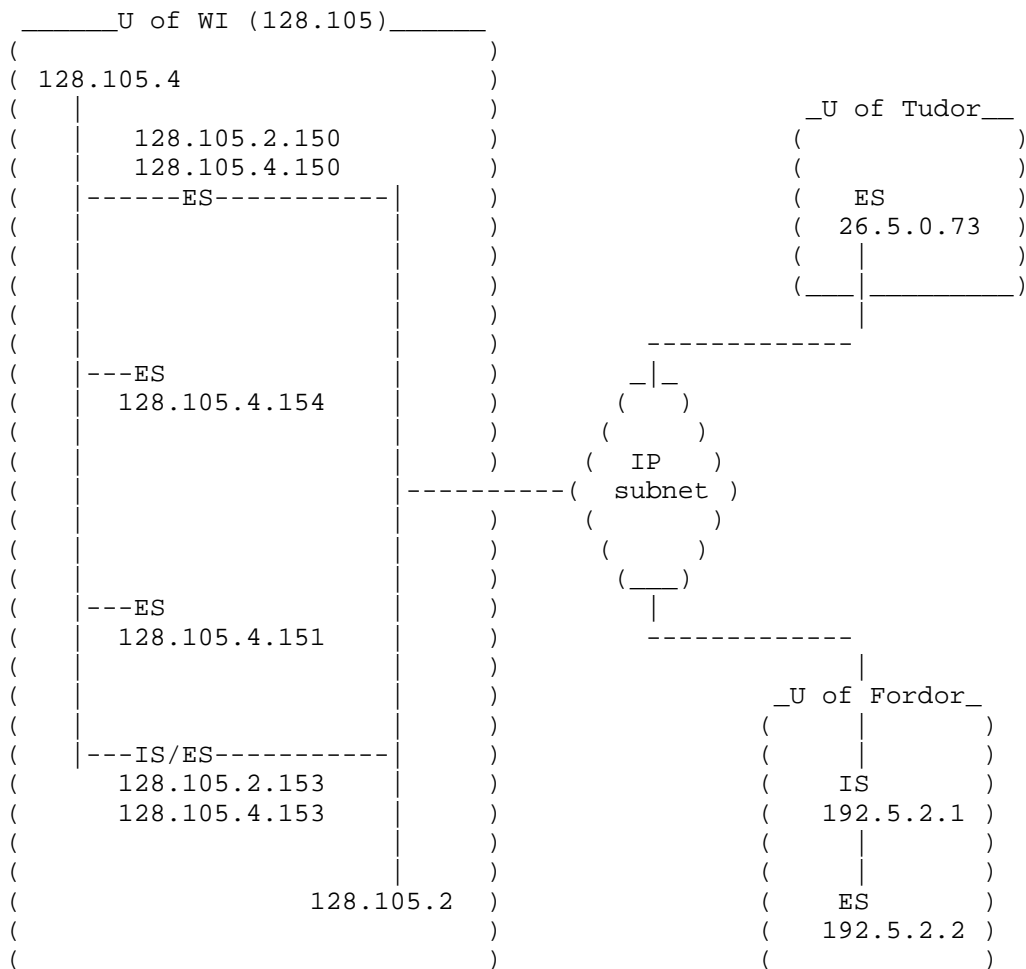 U of WI (128.105)
128.105.4
U of Tudor
128.105.2.150
128.105.4.150
ES
ES
26.5.0.73
ES
128.105.4.154
IP
subnet
ES
128.105.4.151
U of Fordor
IS/ES
128.105.2.153
IS
128.105.4.153
192.5.2.1
128.105.2
ES
192.5.2.2